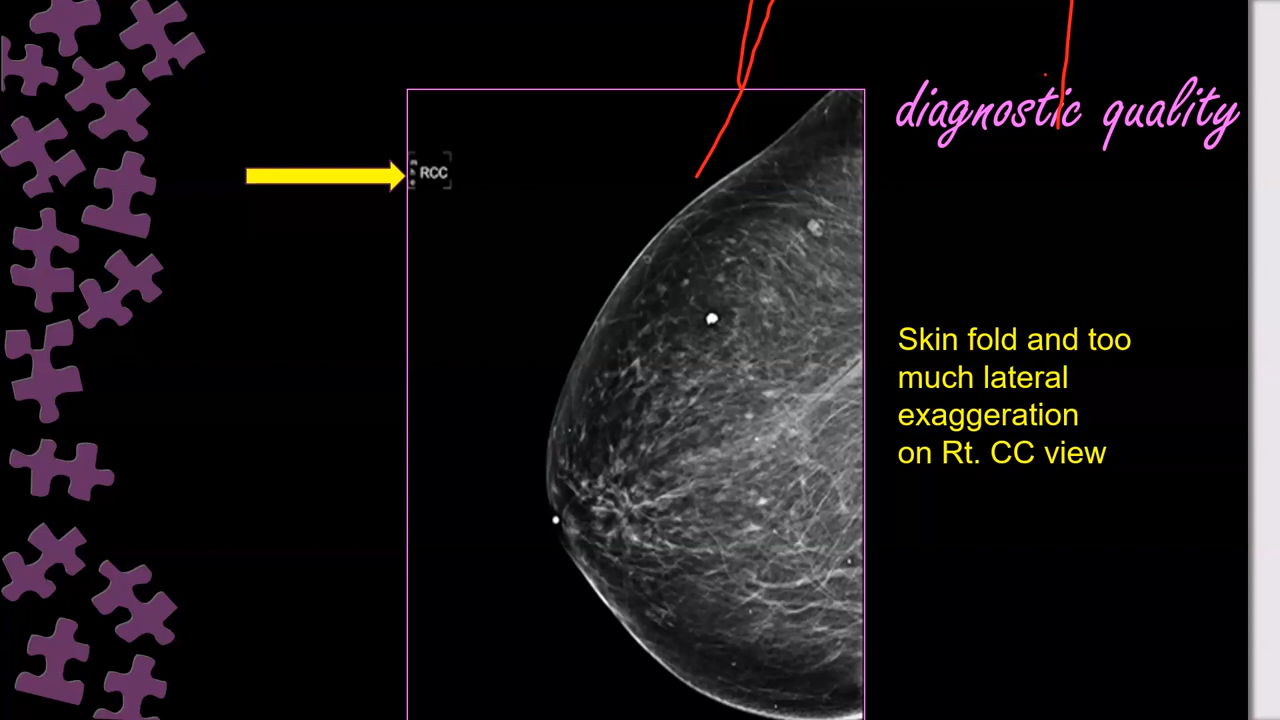 diagnostic quality
RCC
Skin fold and too
much lateral
exaggeration
on Rt. CC view